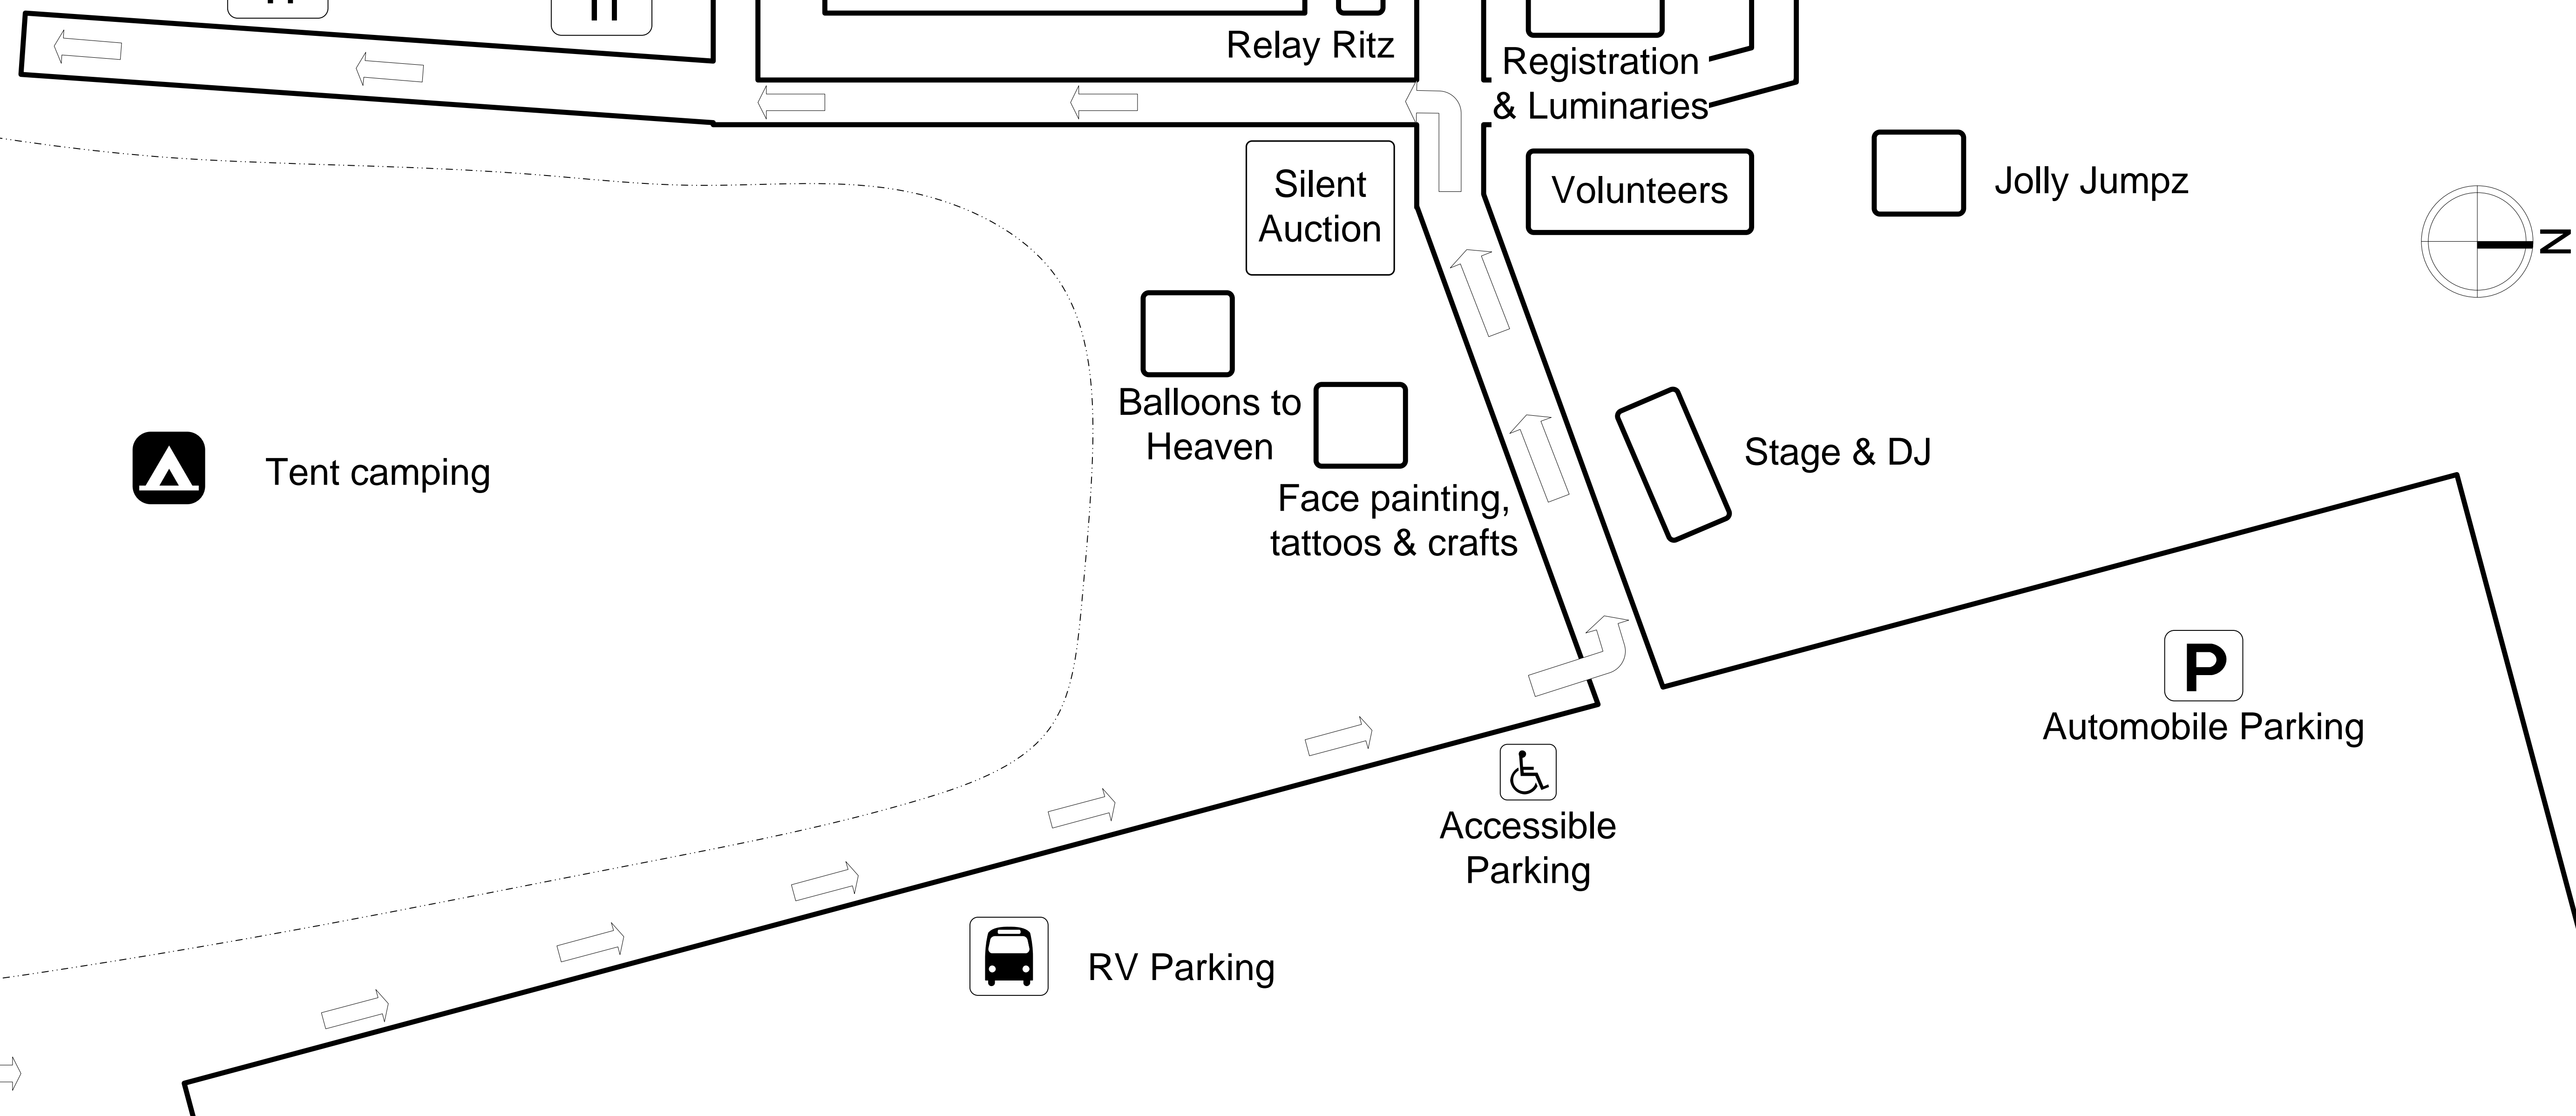 Relay Ritz
Registration
& Luminaries
Silent
Auction
Volunteers
Jolly Jumpz
N
Balloons to
Heaven
Face painting,
tattoos & crafts
Stage & DJ
Tent camping
P
Automobile Parking
Accessible
Parking
RV Parking